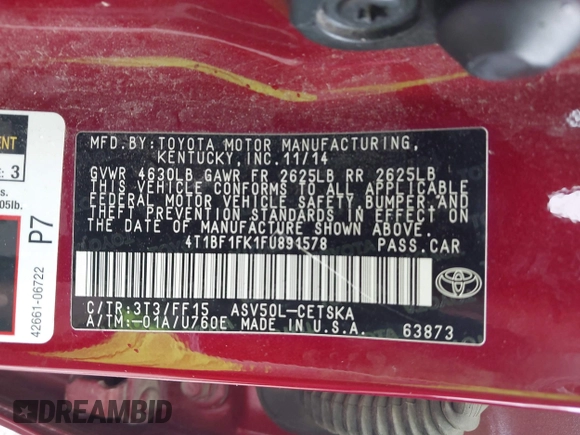 MFD.BY:TOYOTA MOTOR MANUFACTURING,
KENTUCKY,INC.11/14
GVWR 4630LB GAWR FR 2625LB RR 2625LB
THIS VEHICLE CONFORMS TO ALL APPLICABLE
FEDERAL MOTOR VEHICLE SAFETY,BUMPER,AND
THEFT PREVENTION STANDARDS IN EFFECT ON
THE DATE OF MANUFACTURE SHOWN ABOVE.
4T1BF1FK1FU891578 PASS.CAR
C/TR:3T3/FF15 ASV50L-CETSKA
A/TM:-01A/U760E MADE IN U.S.A.
63873
TOYOTA
3
05lb.
P7
42661-06722
DREAMBID